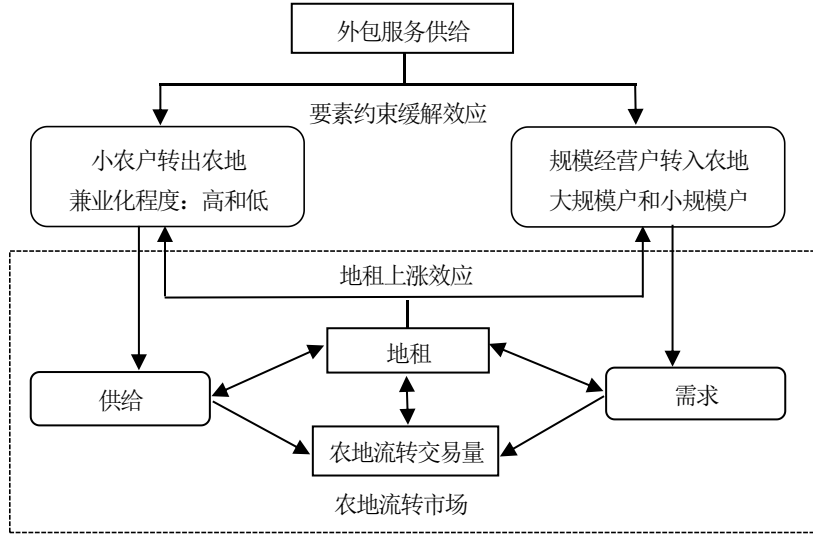 外包服务供给
要素约束缓解效应
小农户转出农地
兼业化程度：高和低
规模经营户转入农地
大规模户和小规模户
地租上涨效应
地租
供给
需求
农地流转交易量
农地流转市场